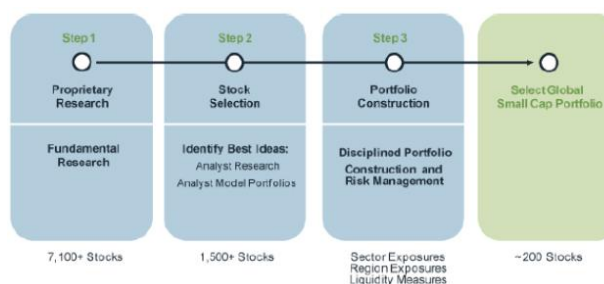 Step 1
Proprietary
Research
Fundamental
Research
7,100+ Stocks
Step 2
Stock
Selection
Identify Best Ideas:
Analyst Research
Analyst Model Portfolios
1,500+ Stocks
Step 3
Portfolio
Construction
Disciplined Portfolio
Construction and
Risk Management
Sector Exposures
Region Exposures
Liquidity Measures
Select Global
Small Cap Portfolio
~200 Stocks